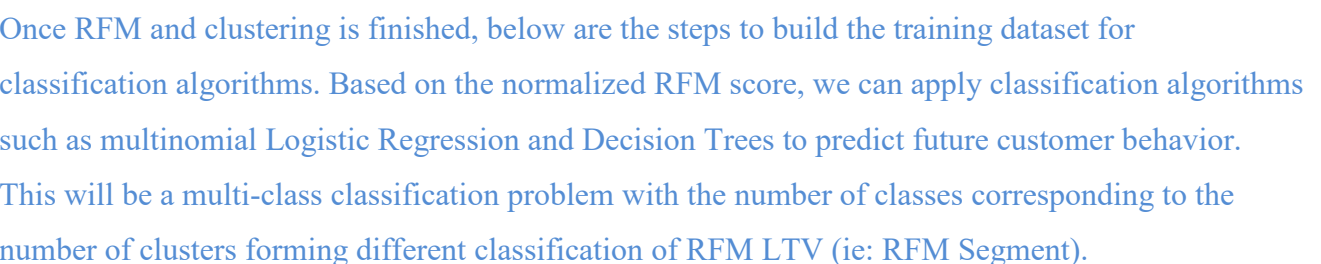 Once RFM and clustering is finished, below are the steps to build the training dataset for
classification algorithms. Based on the normalized RFM score, we can apply classification algorithms
such as multinomial Logistic Regression and Decision Trees to predict future customer behavior.
This will be a multi-class classification problem with the number of classes corresponding to the
number of clusters forming different classification of RFM LTV (ie: RFM Segment).